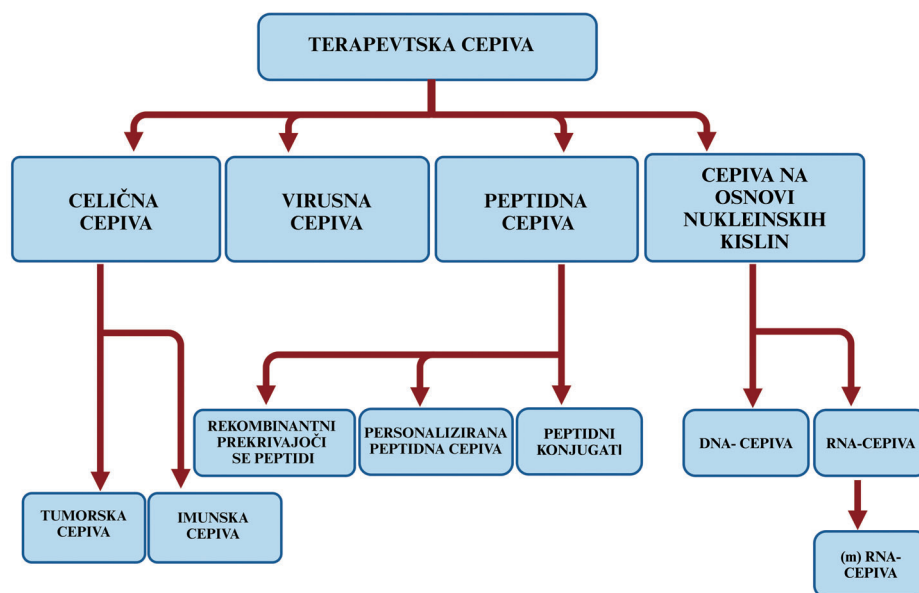 TERAPEVTSKA CEPIVA
CELIČNA
CEPIVA
VIRUSNA
CEPIVA
PEPTIDNA
CEPIVA
CEPIVA NA
OSNOVI
NUKLEINSKIH
KISLIN
REKOMBINANTNI
PREKRIVAJOČI
SE PEPTIDI
PERSONALIZIRANA
PEPTIDNA CEPIVA
PEPTIDNI
KONJUGATI
DNA- CEPIVA
RNA-CEPIVA
TUMORSKA
CEPIVA
IMUNSKA
CEPIVA
(m) RNA-
CEPIVA